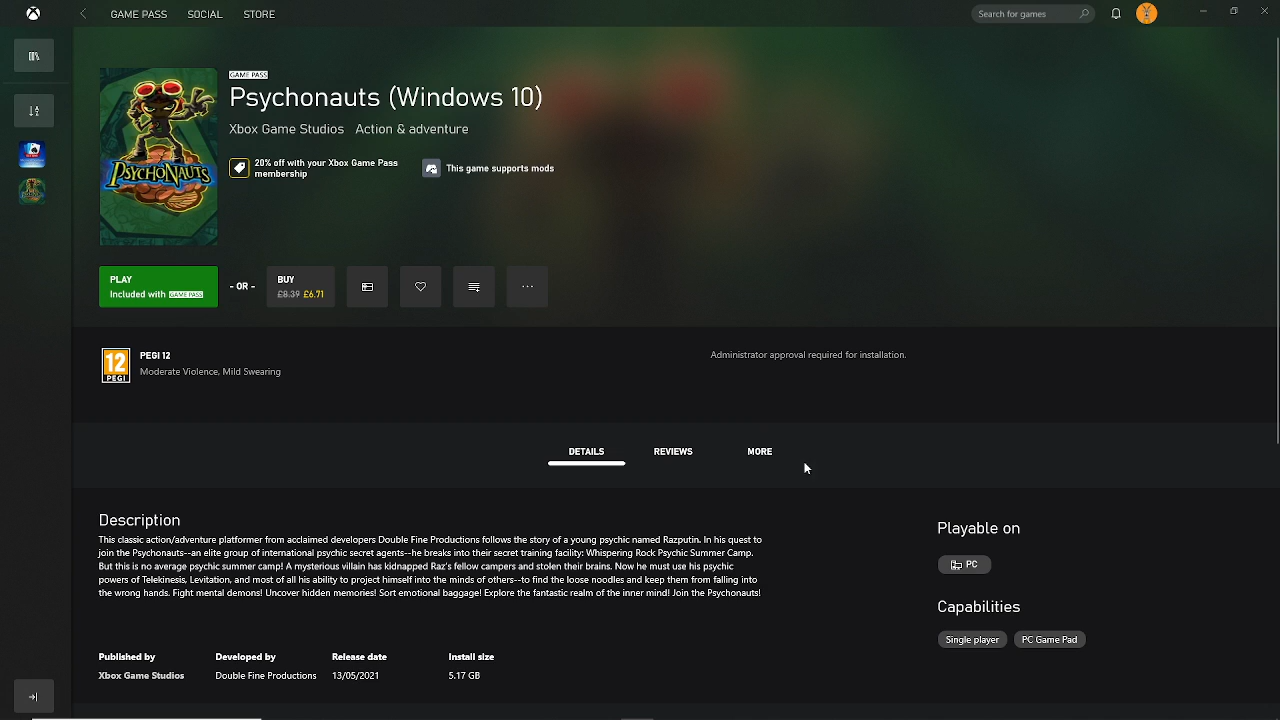 GAME PASS
SOCIAL
STORE
Search for games
GAME PASS
Psychonauts (Windows 10)
Xbox Game Studios Action & adventure
20% off with your Xbox Game Pass
membership
This game supports mods
PSYCHONAUTS
PLAY
Included with GAME PASS
- OR -
BUY
£8.39 £6.71
12
PEGI
PEGI 12
Moderate Violence, Mild Swearing
Administrator approval required for installation.
DETAILS
REVIEWS
MORE
Description
This classic action/adventure platformer from acclaimed developers Double Fine Productions follows the story of a young psychic named Razputin. In his quest to
join the Psychonauts--an elite group of international psychic secret agents--he breaks into their secret training facility: Whispering Rock Psychic Summer Camp.
But this is no average psychic summer camp! A mysterious villain has kidnapped Raz's fellow campers and stolen their brains. Now he must use his psychic
powers of Telekinesis, Levitation, and most of all his ability to project himself into the minds of others--to find the loose noodles and keep them from falling into
the wrong hands. Fight mental demons! Uncover hidden memories! Sort emotional baggage! Explore the fantastic realm of the inner mind! Join the Psychonauts!
Playable on
PC
Capabilities
Single player
PC Game Pad
Published by
Xbox Game Studios
Developed by
Double Fine Productions
Release date
13/05/2021
Install size
5.17 GB